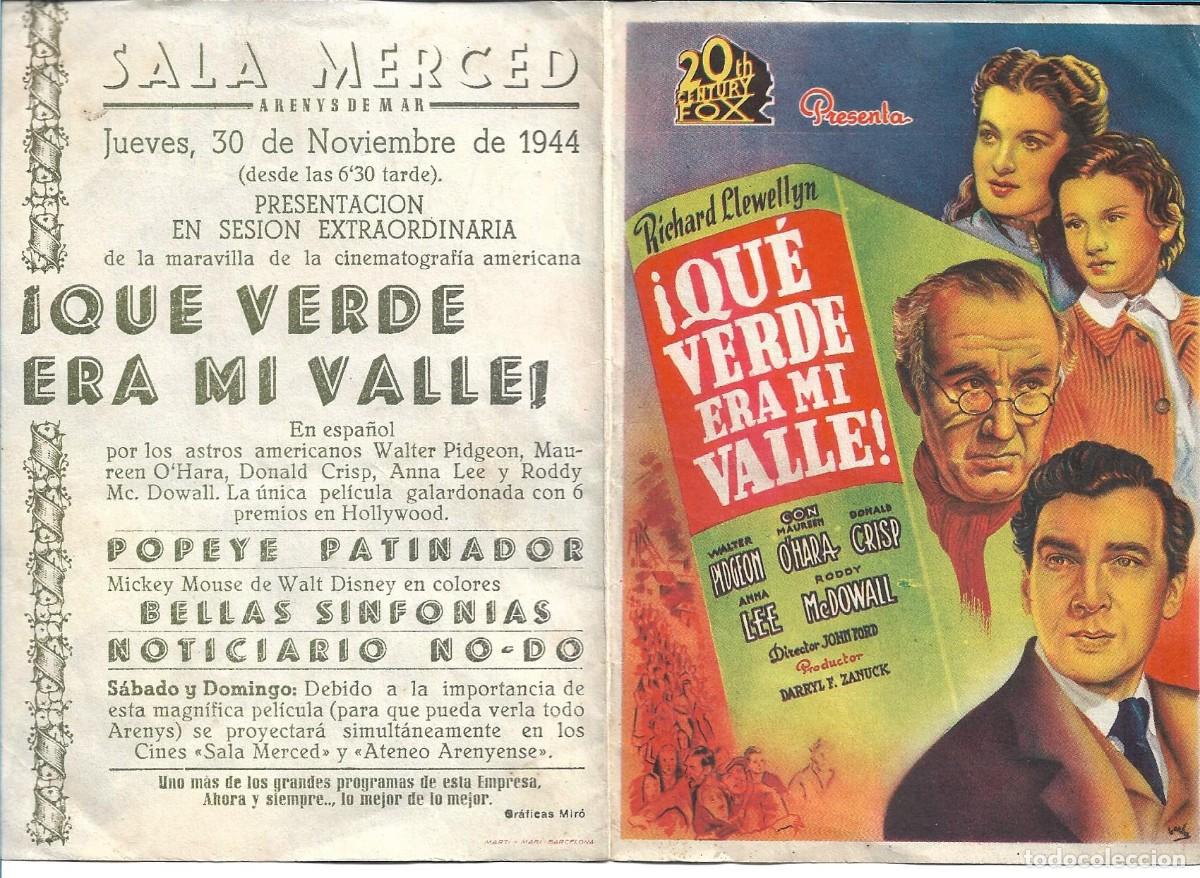 SALA MERCED
ARENYS DE MAR
Jueves, 30 de Noviembre de 1944
(desde las 6'30 tarde).
PRESENTACION
EN SESION EXTRAORDINARIA
de la maravilla de la cinematografía americana
¡QUE VERDE
ERA MI VALLE!
En español
por los astros americanos Walter Pidgeon, Mau-
reen O'Hara, Donald Crisp, Anna Lee y Roddy
Mc. Dowall. La única película galardonada con 6
premios en Hollywood.
POPEYE PATINADOR
Mickey Mouse de Walt Disney en colores
BELLAS SINFONIAS
NOTICIARIO NO-DO
Sábado y Domingo: Debido a la importancia de
esta magnífica película (para que pueda verla todo
Arenys) se proyectará simultáneamente en los
Cines «Sala Merced» y «Ateneo Arenyense».
Uno más de los grandes programas de esta Empresa.
Ahora y siempre.., lo mejor de lo mejor.
Gráficas Miró
MARTI - MARI - BARCELONA
20th
CENTURY
FOX
Presenta
Richard Llewellyn
¡QUÉ
VERDE
ERA MI
VALLE!
CON
WALTER
PIDGEON
MAUREEN
O'HARA
DONALD
CRISP
ANNA
LEE
RODDY
McDOWALL
Director JOHN FORD
Productor
DARRYL F. ZANUCK
todocoleccion